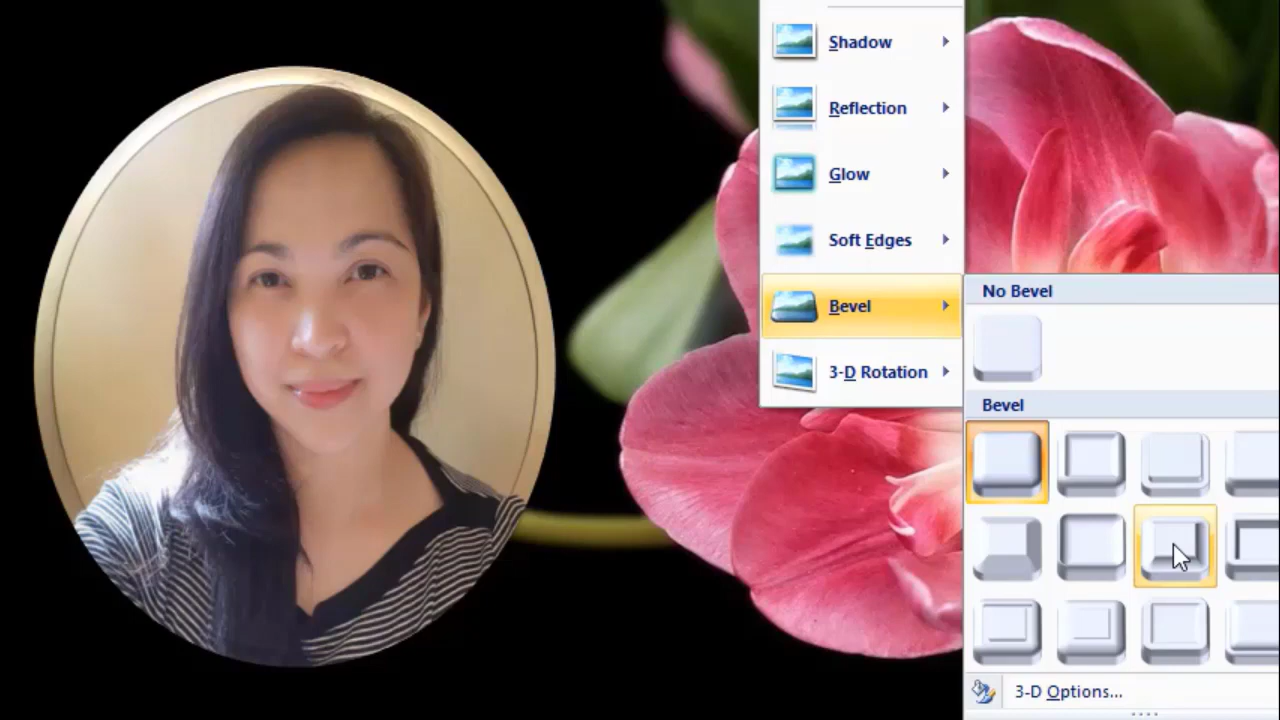 Shadow
Reflection
Glow
Soft Edges
Bevel
3-D Rotation
No Bevel
Bevel
3-D Options...